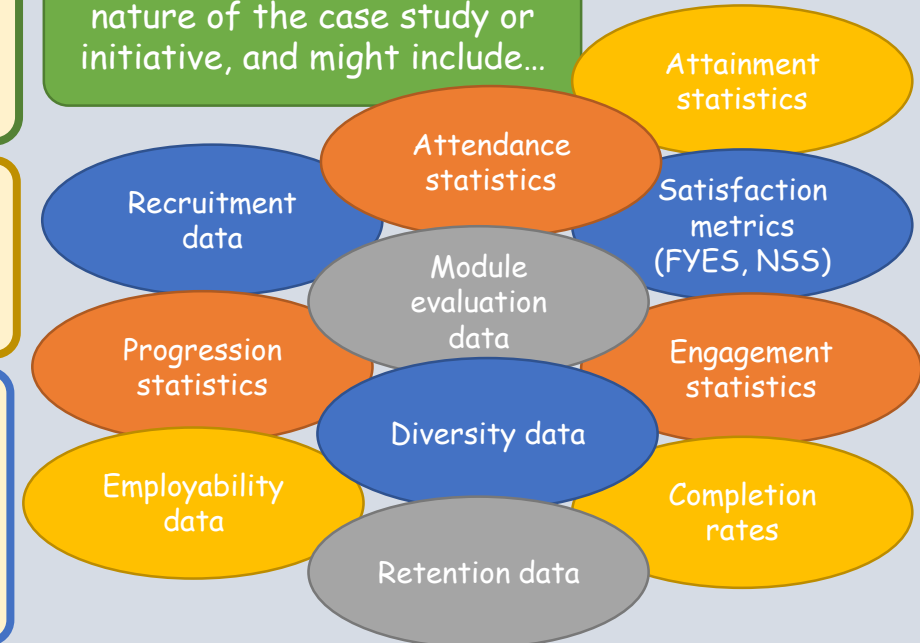 nature of the case study or
initiative, and might include…
Attainment
statistics
Attendance
statistics
Recruitment
data
Satisfaction
metrics
(FYES, NSS)
Module
evaluation
data
Progression
statistics
Engagement
statistics
Diversity data
Employability
data
Completion
rates
Retention data